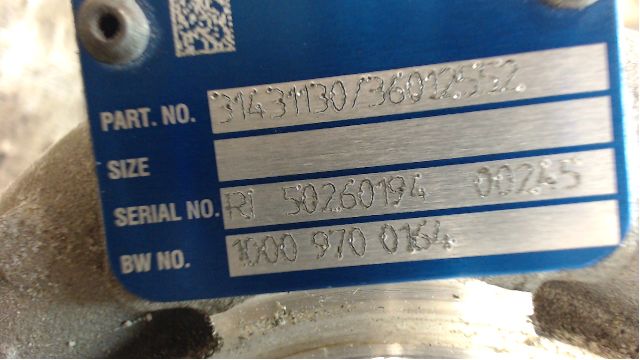 PART. NO. 31431130/36012552
SIZE
SERIAL NO. RI 50260194 00245
BW NO. 1000 970 0164